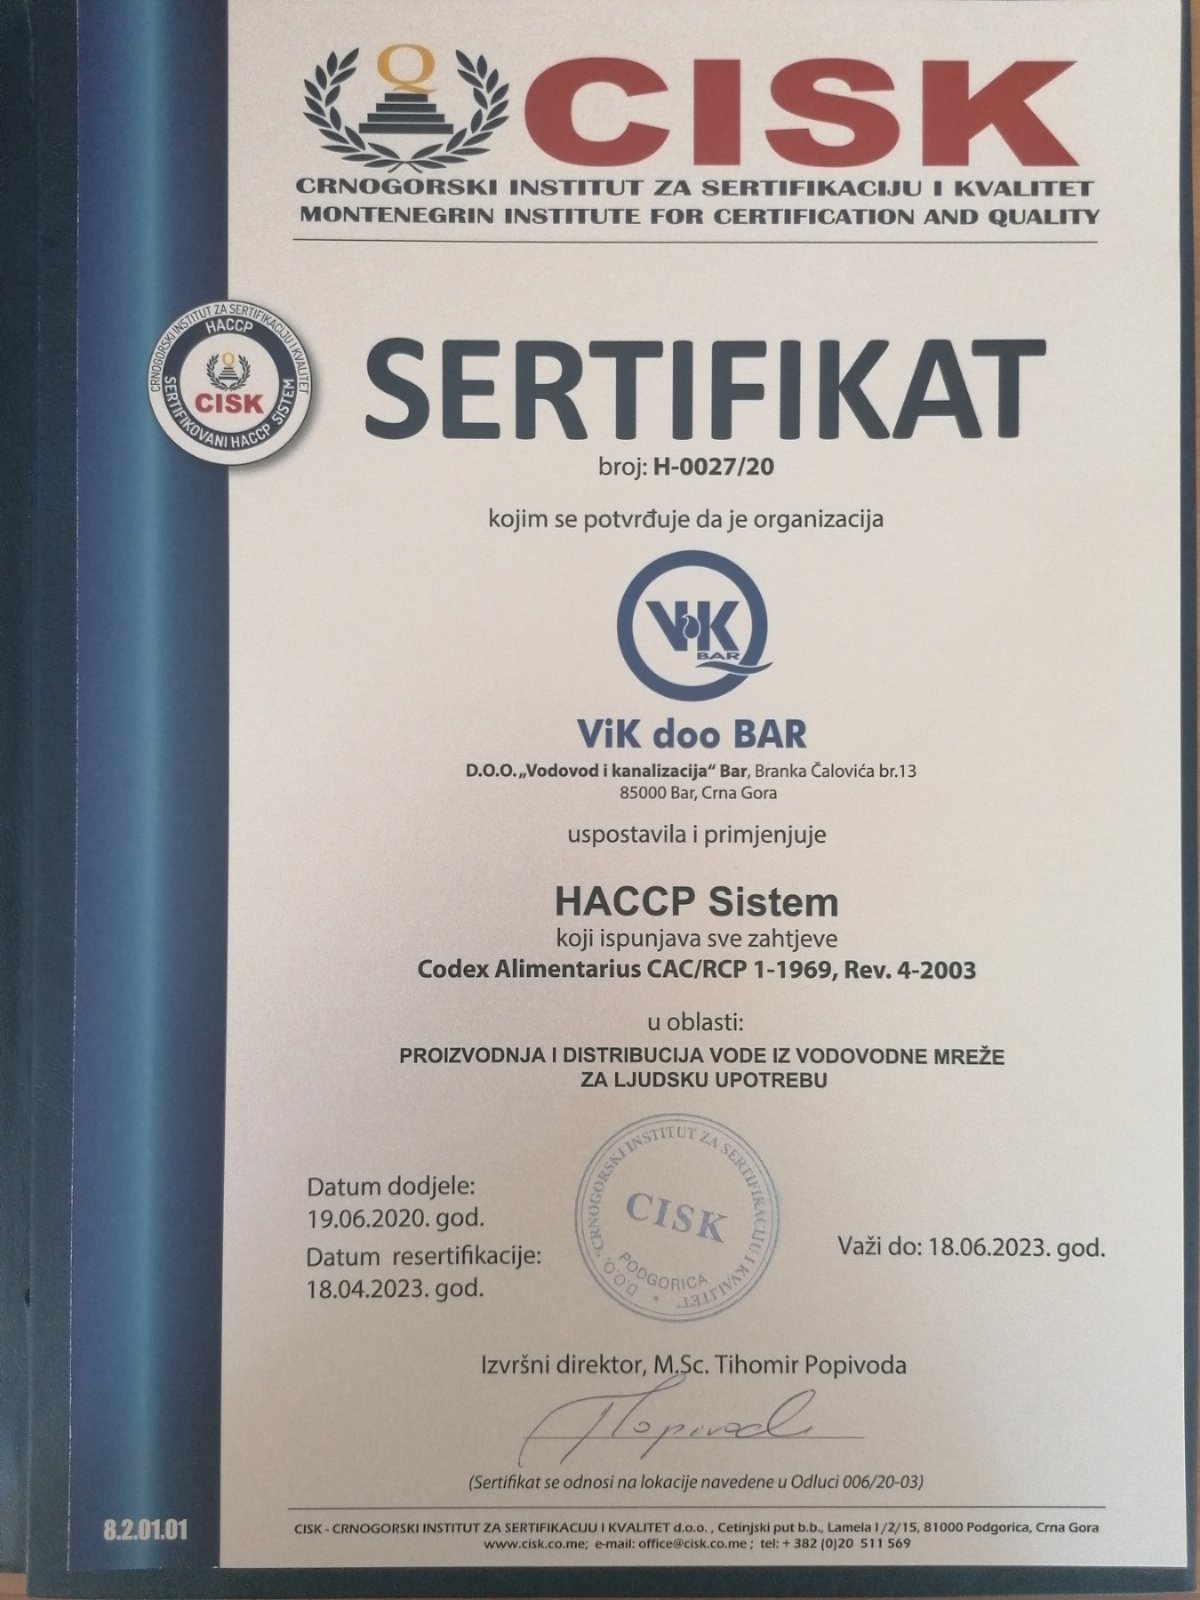 Q CISK
CRNOGORSKI INSTITUT ZA SERTIFIKACIJU I KVALITET
MONTENEGRIN INSTITUTE FOR CERTIFICATION AND QUALITY
CRNOGORSKI INSTITUT ZA SERTIFIKACIJU I KVALITET
HACCP
Q
CISK
SERTIFIKOVANI HACCP SISTEM
SERTIFIKAT
broj: H-0027/20
kojim se potvrđuje da je organizacija
ViK
BAR
ViK doo BAR
D.O.O. „Vodovod i kanalizacija“ Bar, Branka Čalovića br.13
85000 Bar, Crna Gora
uspostavila i primjenjuje
HACCP Sistem
koji ispunjava sve zahtjeve
Codex Alimentarius CAC/RCP 1-1969, Rev. 4-2003
u oblasti:
PROIZVODNJA I DISTRIBUCIJA VODE IZ VODOVODNE MREŽE
ZA LJUDSKU UPOTREBU
Datum dodjele:
19.06.2020. god.
Datum resertifikacije:
18.04.2023. god.
D.O.O. "CRNOGORSKI INSTITUT ZA SERTIFIKACIJU I KVALITET"
CISK
PODGORICA
Važi do: 18.06.2023. god.
Izvršni direktor, M.Sc. Tihomir Popivoda
TPopivoda
(Sertifikat se odnosi na lokacije navedene u Odluci 006/20-03)
8.2.01.01
CISK - CRNOGORSKI INSTITUT ZA SERTIFIKACIJU I KVALITET d.o.o. , Cetinjski put b.b., Lamela I /2/15, 81000 Podgorica, Crna Gora
www.cisk.co.me; e-mail: office@cisk.co.me ; tel: + 382 (0)20 511 569